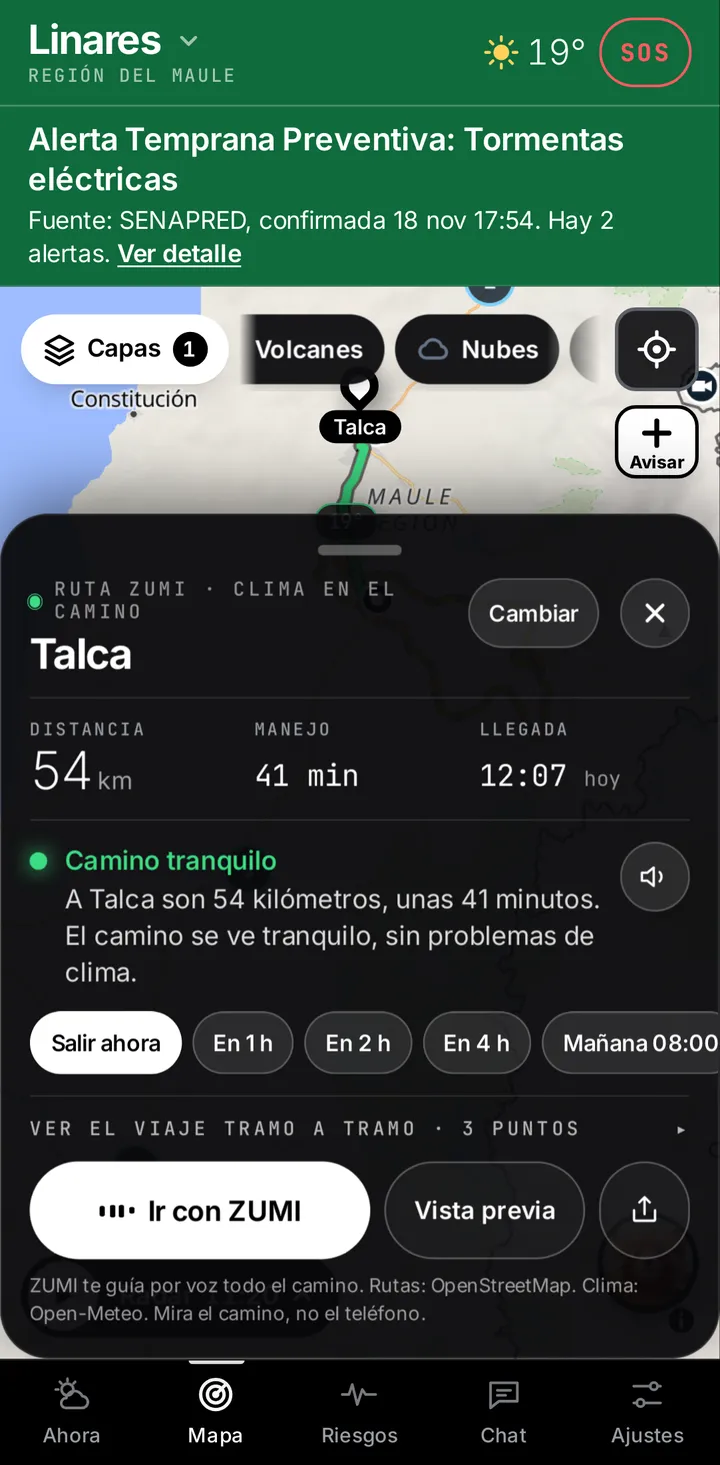 Linares
REGIÓN DEL MAULE
19°
SOS
Alerta Temprana Preventiva: Tormentas
eléctricas
Fuente: SENAPRED, confirmada 18 nov 17:54. Hay 2
alertas. Ver detalle
Capas 1
Volcanes
Nubes
Constitución
Talca
Avisar
MAULE
REGION
19°
RUTA ZUMI · CLIMA EN EL
CAMINO
Cambiar
Talca
DISTANCIA
MANEJO
LLEGADA
54 km
41 min
12:07 hoy
Camino tranquilo
A Talca son 54 kilómetros, unas 41 minutos.
El camino se ve tranquilo, sin problemas de
clima.
Salir ahora
En 1 h
En 2 h
En 4 h
Mañana 08:00
VER EL VIAJE TRAMO A TRAMO · 3 PUNTOS
Ir con ZUMI
Vista previa
ZUMI te guía por voz todo el camino. Rutas: OpenStreetMap. Clima:
Open-Meteo. Mira el camino, no el teléfono.
Ahora
Mapa
Riesgos
Chat
Ajustes